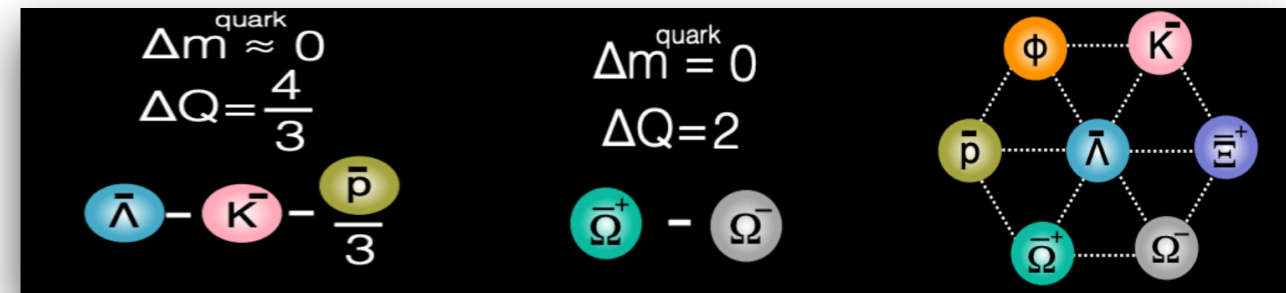 Δm^quark ≈ 0
ΔQ = 4/3
Λ̄ – K⁻ – p̄/3
Δm^quark = 0
ΔQ = 2
Ω̄⁺ – Ω⁻
ϕ K⁻
p̄ Λ̄ Ξ̄⁺
Ω̄⁺ Ω⁻